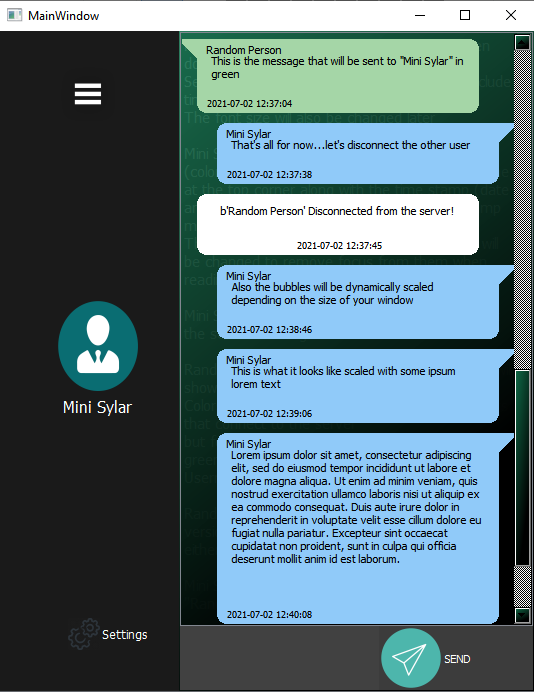 MainWindow
Random Person
This is the message that will be sent to "Mini Sylar" in
green
2021-07-02 12:37:04
Mini Sylar
That's all for now...let's disconnect the other user
2021-07-02 12:37:38
b'Random Person' Disconnected from the server!
2021-07-02 12:37:45
Mini Sylar
Also the bubbles will be dynamically scaled
depending on the size of your window
2021-07-02 12:38:46
Mini Sylar
This is what it looks like scaled with some ipsum
lorem text
2021-07-02 12:39:06
Mini Sylar
Lorem ipsum dolor sit amet, consectetur adipiscing
elit, sed do eiusmod tempor incididunt ut labore et
dolore magna aliqua. Ut enim ad minim veniam, quis
nostrud exercitation ullamco laboris nisi ut aliquip ex
ea commodo consequat. Duis aute irure dolor in
reprehenderit in voluptate velit esse cillum dolore eu
fugiat nulla pariatur. Excepteur sint occaecat
cupidatat non proident, sunt in culpa qui officia
deserunt mollit anim id est laborum.
2021-07-02 12:40:08
Mini Sylar
Settings
SEND